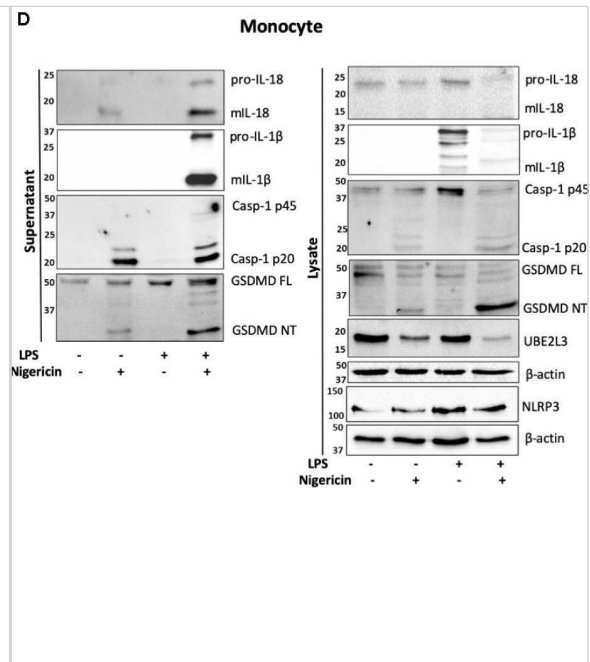 D
Monocyte
Supernatant
25
20
pro-IL-18
mIL-18
37
25
20
pro-IL-1β
mIL-1β
50
37
25
20
Casp-1 p45
Casp-1 p20
50
37
GSDMD FL
GSDMD NT
LPS - - + +
Nigericin - + - +
Lysate
25
20
15
pro-IL-18
mIL-18
37
25
20
pro-IL-1β
mIL-1β
50
37
25
20
Casp-1 p45
Casp-1 p20
50
37
GSDMD FL
GSDMD NT
20
15
UBE2L3
50
37
β-actin
150
100
NLRP3
50
37
β-actin
LPS - - + +
Nigericin - + - +